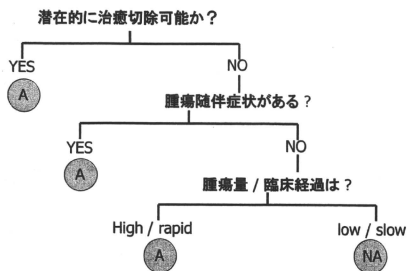 潜在的に治癒切除可能か?
YES
NO
A
腫瘍随伴症状がある?
YES
NO
A
腫瘍量 / 臨床経過は?
High / rapid
low / slow
A
NA